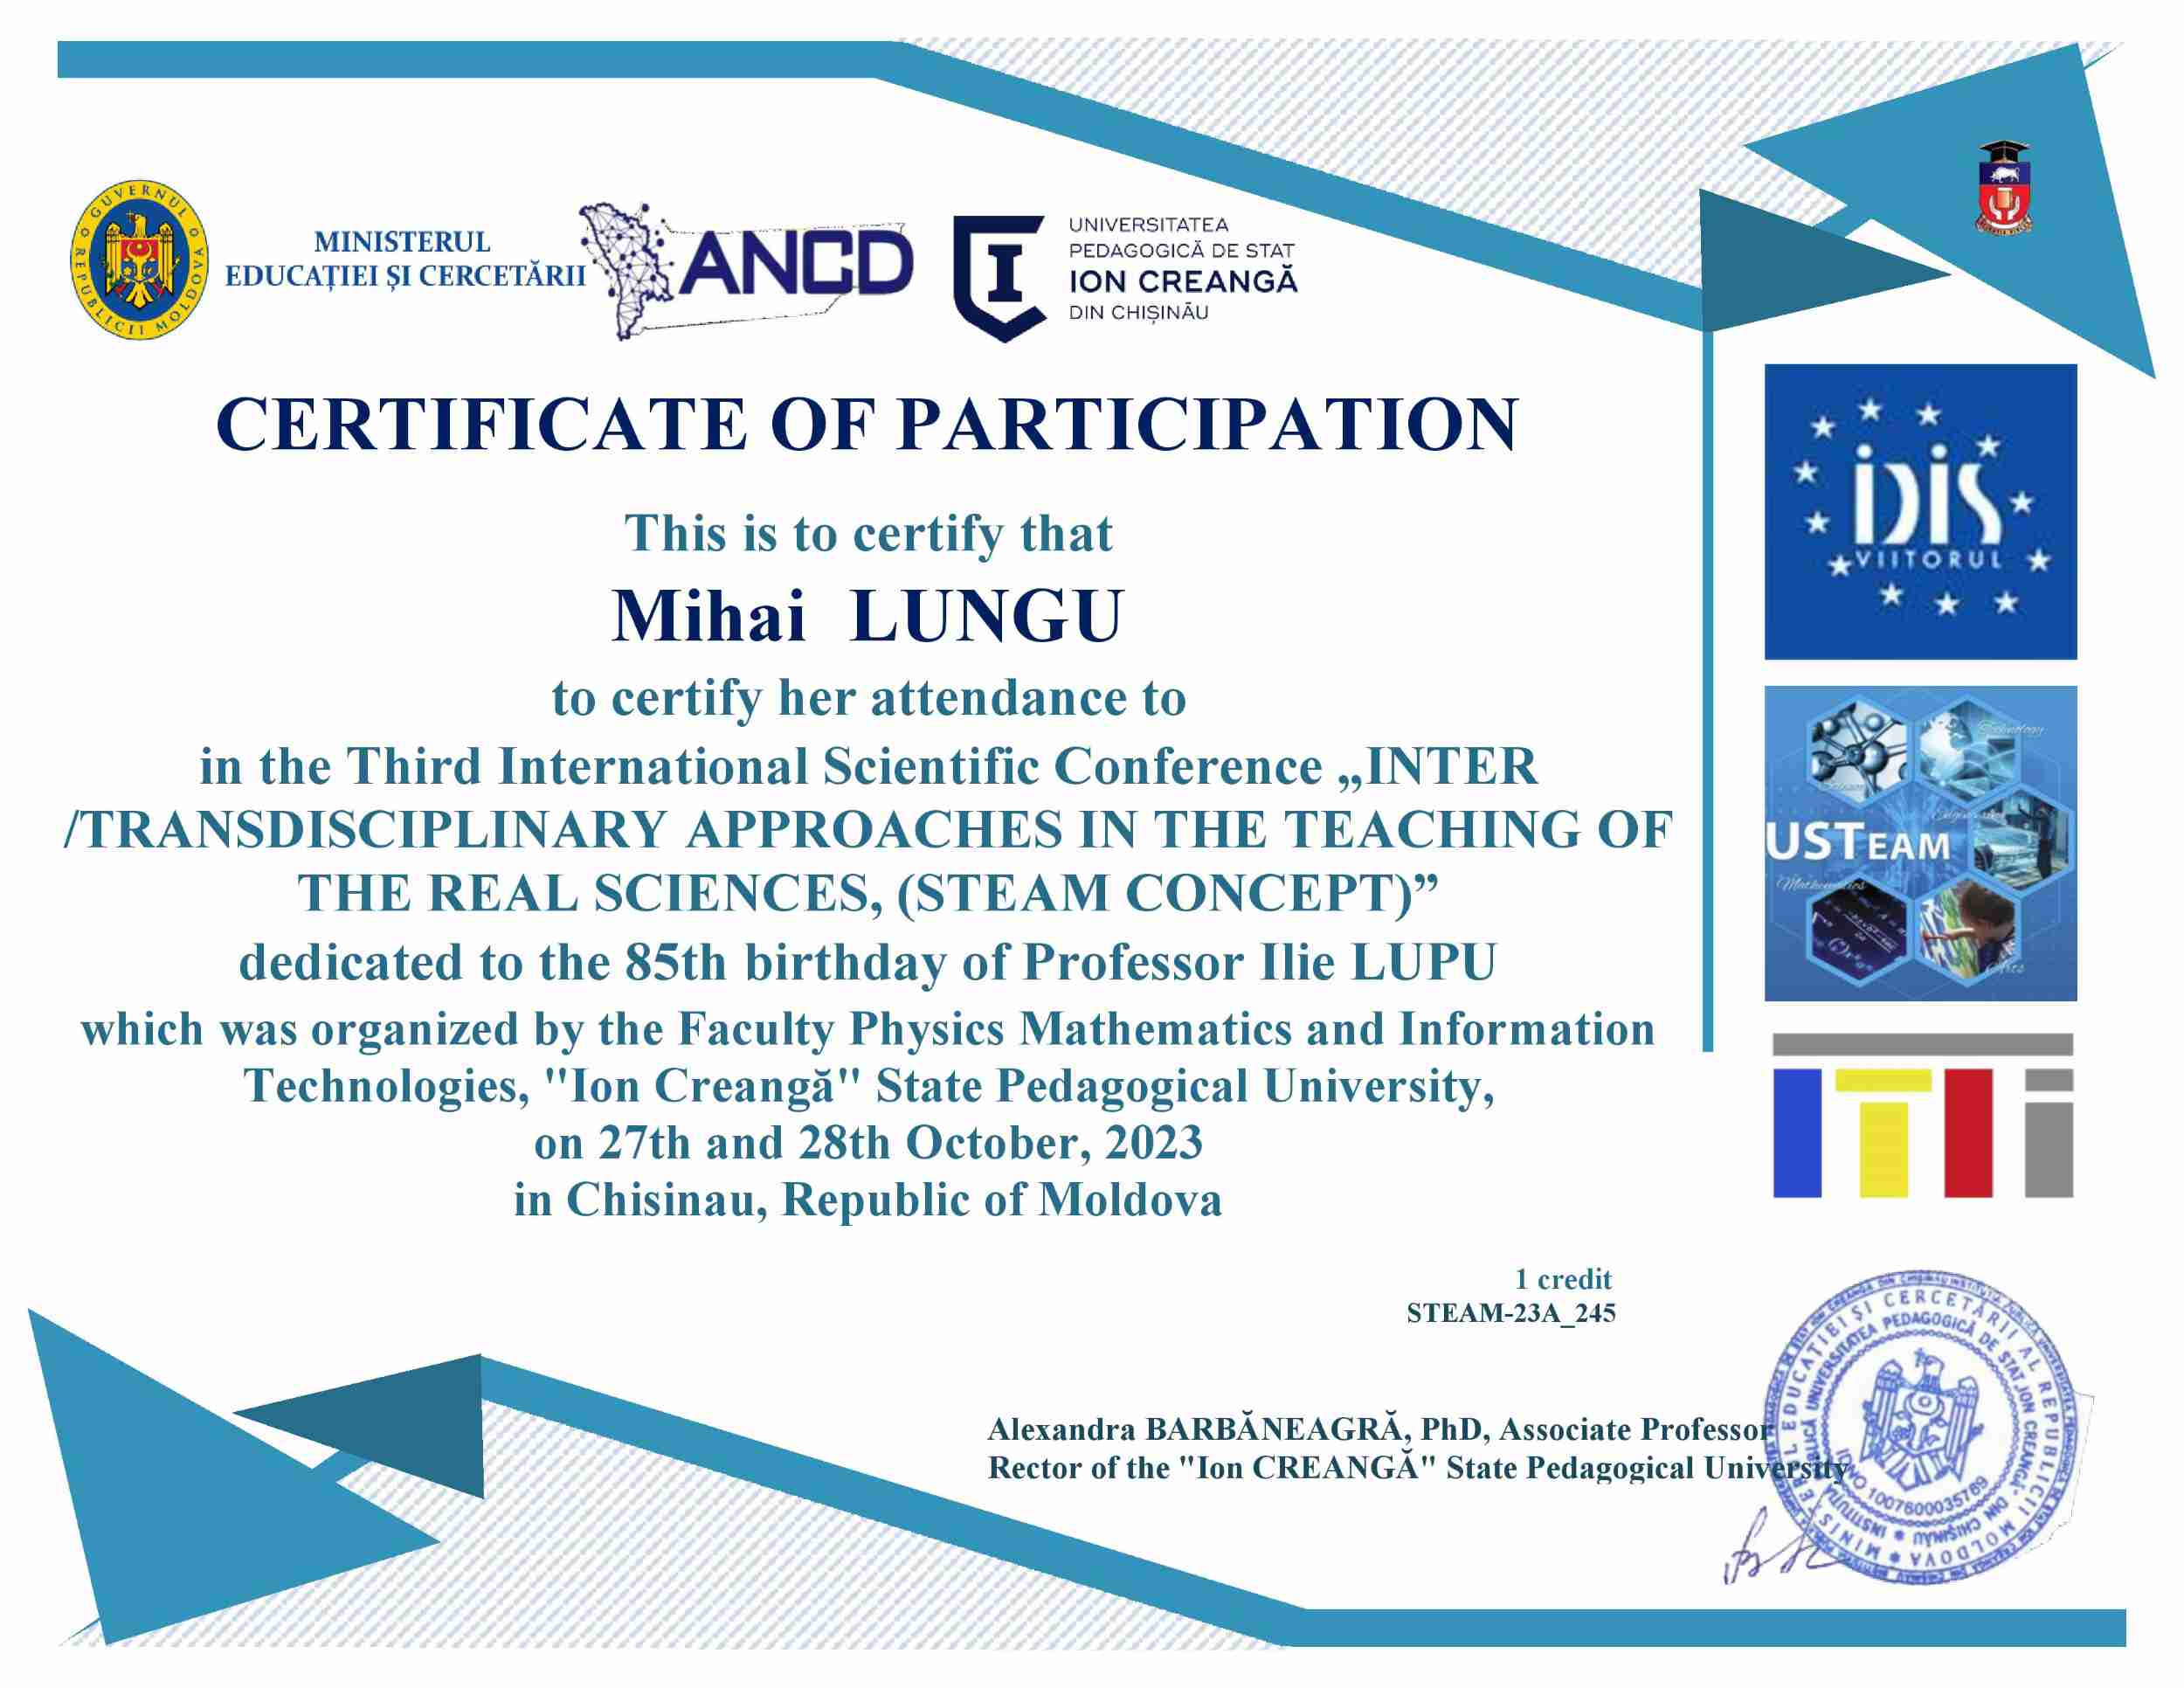 GUVERNUL REPUBLICII MOLDOVA
MINISTERUL
EDUCAȚIEI ȘI CERCETĂRII
ANCD
UNIVERSITATEA
PEDAGOGICĂ DE STAT
ION CREANGĂ
DIN CHIȘINĂU
CERTIFICATE OF PARTICIPATION
This is to certify that
Mihai LUNGU
to certify her attendance to
in the Third International Scientific Conference „INTER
/TRANSDISCIPLINARY APPROACHES IN THE TEACHING OF
THE REAL SCIENCES, (STEAM CONCEPT)”
dedicated to the 85th birthday of Professor Ilie LUPU
which was organized by the Faculty Physics Mathematics and Information
Technologies, "Ion Creangă" State Pedagogical University,
on 27th and 28th October, 2023
in Chisinau, Republic of Moldova
iDiS
VIITORUL
Technology
USTEAM
Mathematics
Arts
ITLi
1 credit
STEAM-23A_245
Alexandra BARBĂNEAGRĂ, PhD, Associate Professor
Rector of the "Ion CREANGĂ" State Pedagogical University
MINISTERUL EDUCAȚIEI ȘI CERCETĂRII AL REPUBLICII MOLDOVA
UNIVERSITATEA PEDAGOGICĂ DE STAT „ION CREANGĂ” DIN CHIȘINĂU
IDNO 1007600035769